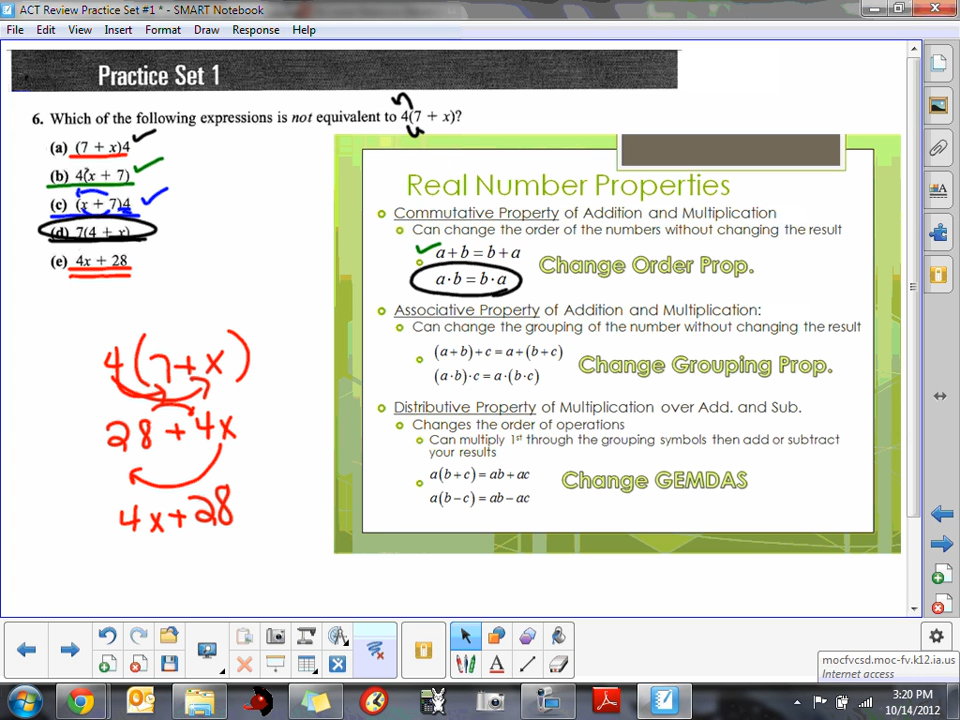 ACT Review Practice Set #1 * - SMART Notebook
File Edit View Insert Format Draw Response Help
Practice Set 1
6. Which of the following expressions is not equivalent to 4(7 + x)?
(a) (7 + x)4
(b) 4(x + 7)
(c) (x + 7)4
(d) 7(4 + x)
(e) 4x + 28
4(7+x)
28 + 4x
4x+28
Real Number Properties
Commutative Property of Addition and Multiplication
Can change the order of the numbers without changing the result
a + b = b + a
a · b = b · a
Change Order Prop.
Associative Property of Addition and Multiplication:
Can change the grouping of the number without changing the result
(a + b) + c = a + (b + c)
(a · b) · c = a · (b · c)
Change Grouping Prop.
Distributive Property of Multiplication over Add. and Sub.
Changes the order of operations
Can multiply 1st through the grouping symbols then add or subtract
your results
a(b + c) = ab + ac
a(b − c) = ab − ac
Change GEMDAS
mocfvcsd.moc-fv.k12.ia.us
Internet access
3:20 PM
10/14/2012